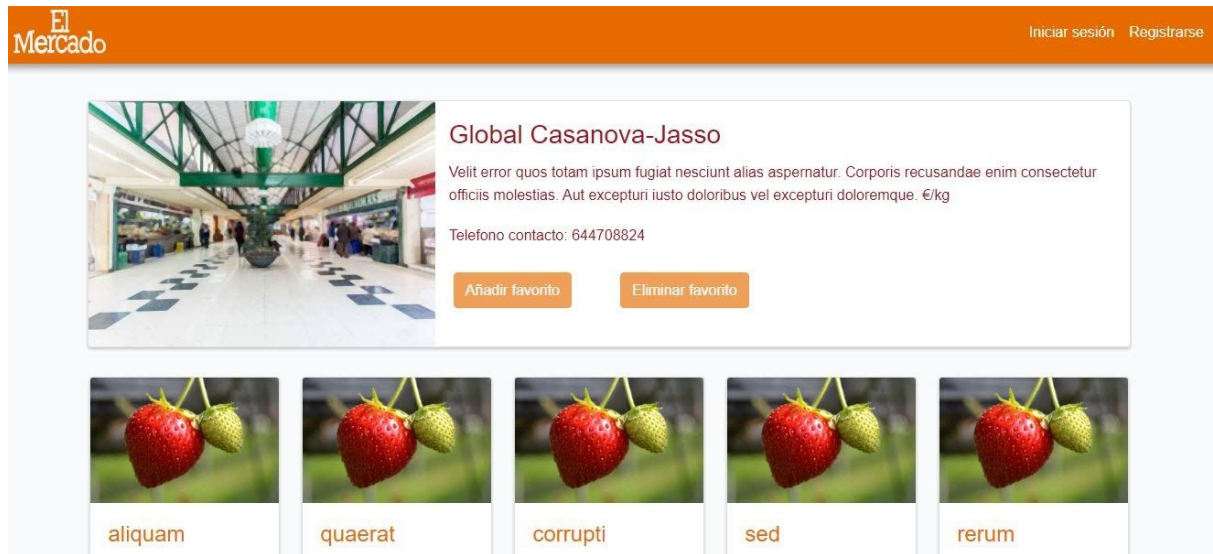 El
Mercado
Iniciar sesión Registrarse
Global Casanova-Jasso
Velit error quos totam ipsum fugiat nesciunt alias aspernatur. Corporis recusandae enim consectetur
officiis molestias. Aut excepturi iusto doloribus vel excepturi doloremque. €/kg
Telefono contacto: 644708824
Añadir favorito Eliminar favorito
aliquam quaerat corrupti sed rerum